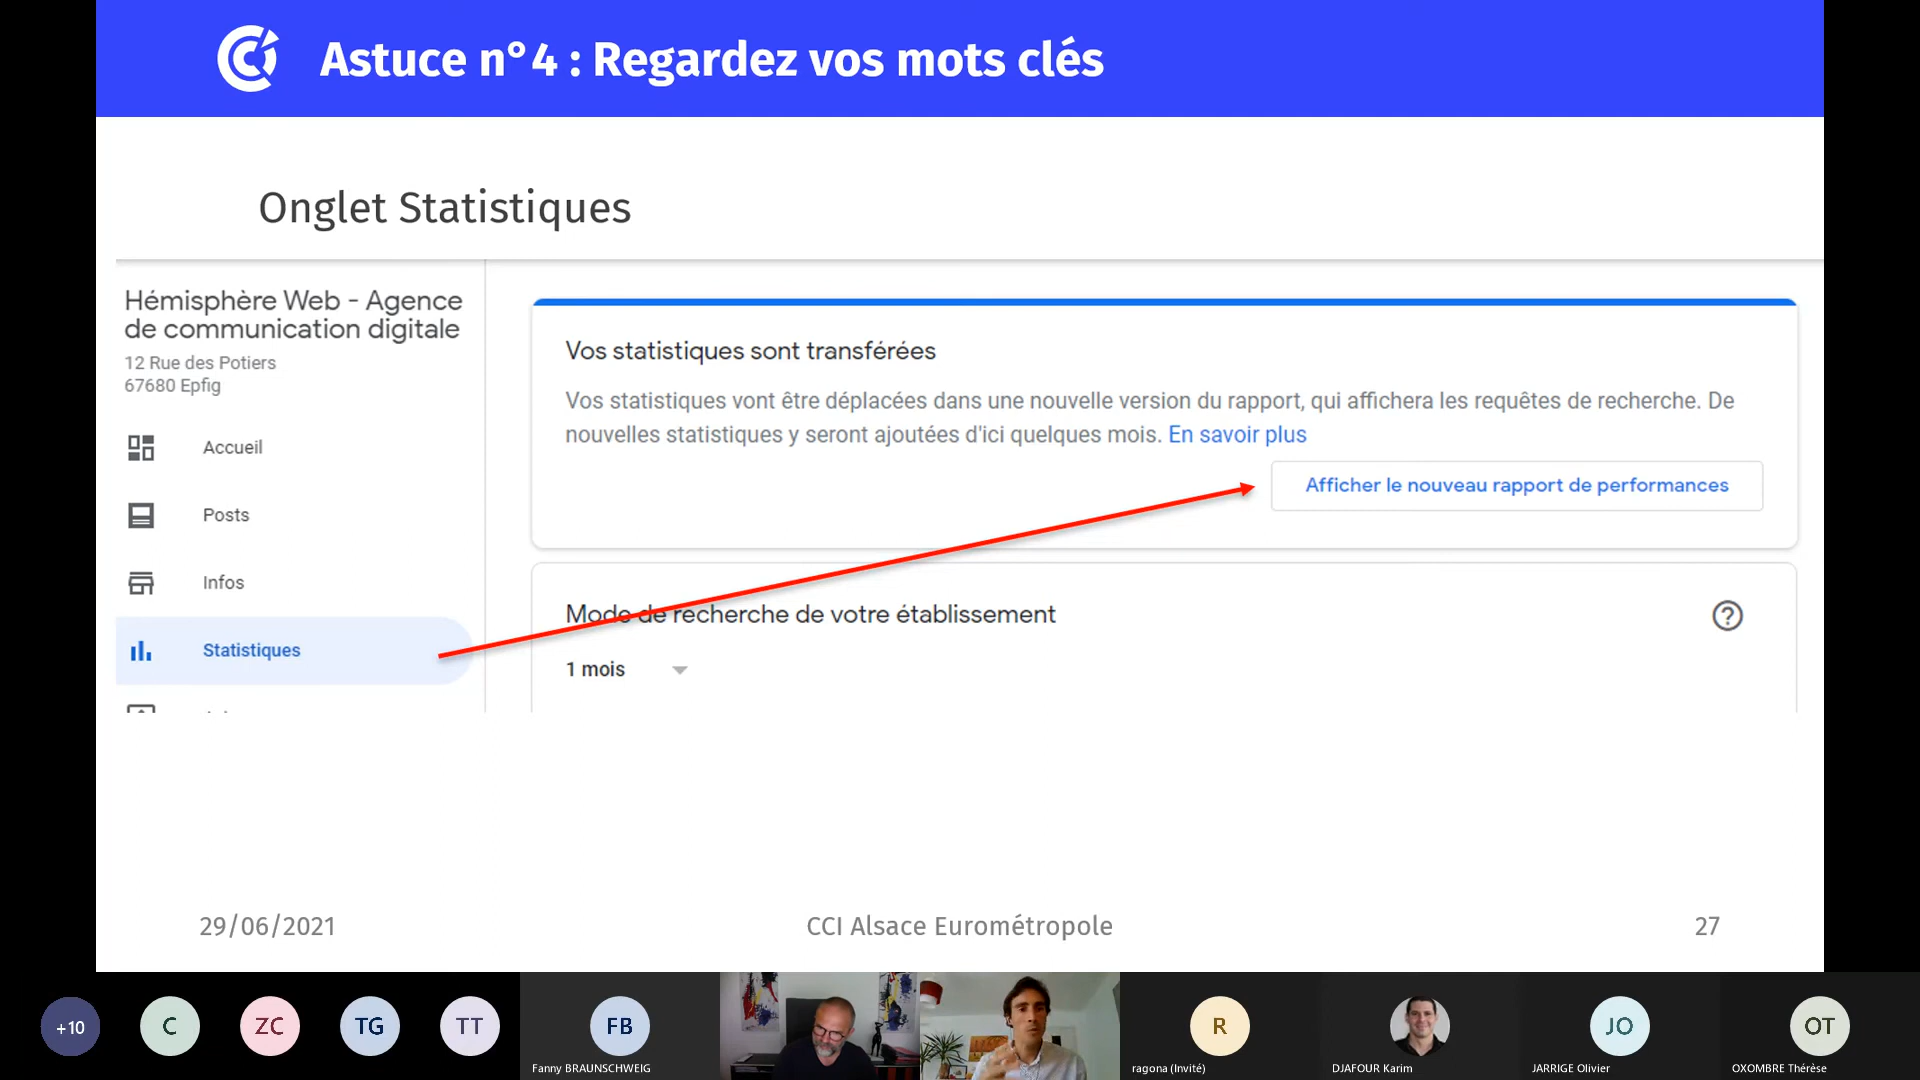 Astuce n°4 : Regardez vos mots clés
Onglet Statistiques
Hémisphère Web - Agence
de communication digitale
12 Rue des Potiers
67680 Epfig
Accueil
Posts
Infos
Statistiques
Vos statistiques sont transférées
Vos statistiques vont être déplacées dans une nouvelle version du rapport, qui affichera les requêtes de recherche. De
nouvelles statistiques y seront ajoutées d'ici quelques mois. En savoir plus
Afficher le nouveau rapport de performances
Mode de recherche de votre établissement
1 mois
29/06/2021
CCI Alsace Eurométropole
27
+10
C
ZC
TG
TT
FB
Fanny BRAUNSCHWEIG
R
ragona (Invité)
DJAFOUR Karim
JO
JARRIGE Olivier
OT
OXOMBRE Thérèse